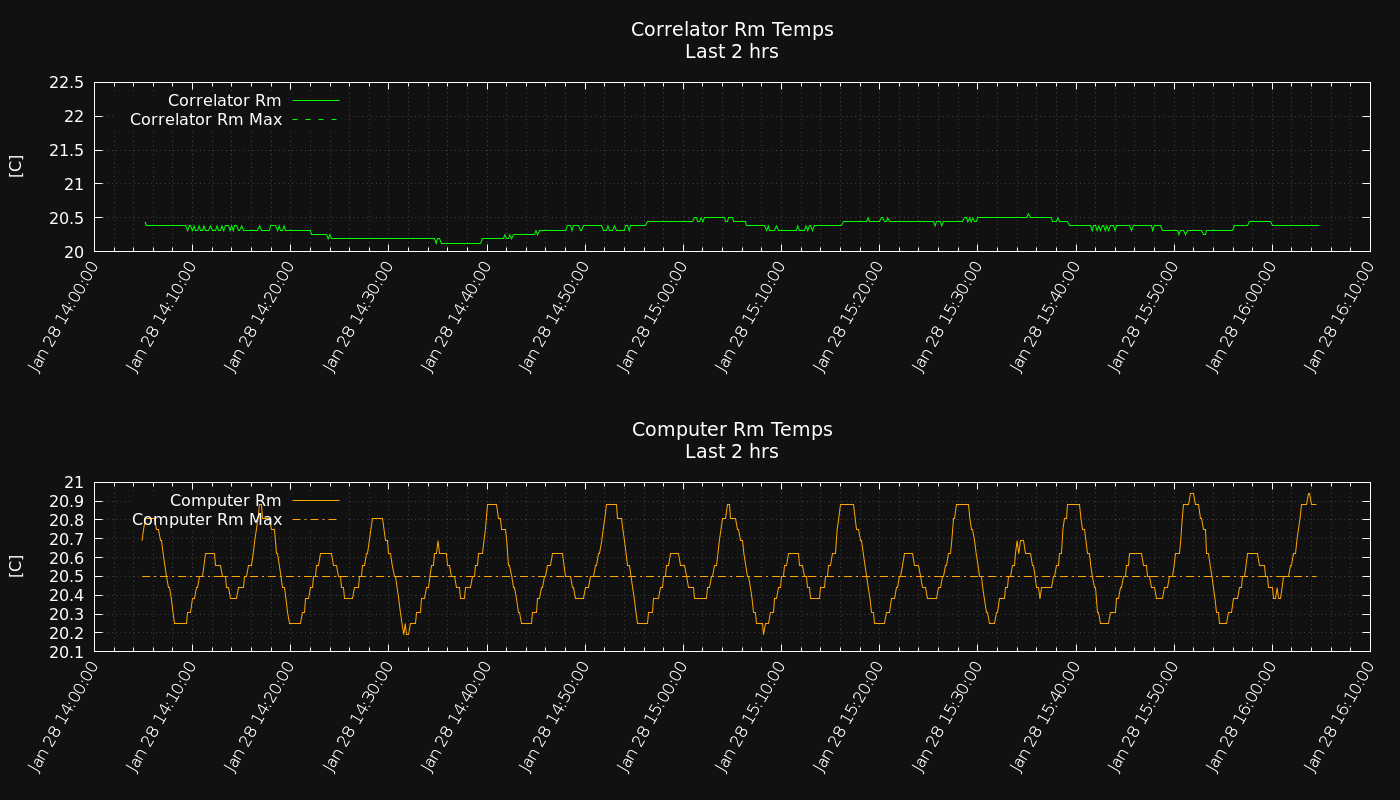 Correlator Rm Temps
Last 2 hrs
22.5
22
21.5
21
20.5
20
[C]
Correlator Rm
Correlator Rm Max
Jan 28 14:00:00
Jan 28 14:10:00
Jan 28 14:20:00
Jan 28 14:30:00
Jan 28 14:40:00
Jan 28 14:50:00
Jan 28 15:00:00
Jan 28 15:10:00
Jan 28 15:20:00
Jan 28 15:30:00
Jan 28 15:40:00
Jan 28 15:50:00
Jan 28 16:00:00
Jan 28 16:10:00
Computer Rm Temps
Last 2 hrs
21
20.9
20.8
20.7
20.6
20.5
20.4
20.3
20.2
20.1
[C]
Computer Rm
Computer Rm Max
Jan 28 14:00:00
Jan 28 14:10:00
Jan 28 14:20:00
Jan 28 14:30:00
Jan 28 14:40:00
Jan 28 14:50:00
Jan 28 15:00:00
Jan 28 15:10:00
Jan 28 15:20:00
Jan 28 15:30:00
Jan 28 15:40:00
Jan 28 15:50:00
Jan 28 16:00:00
Jan 28 16:10:00